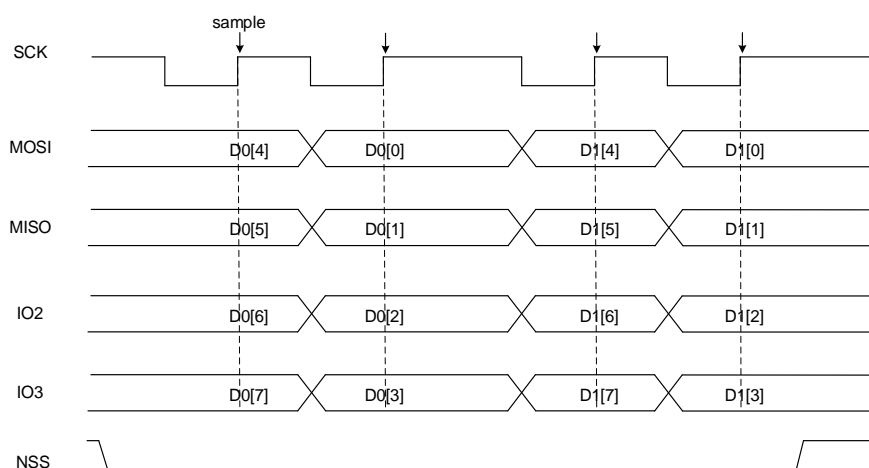 sample
SCK
MOSI D0[4] D0[0] D1[4] D1[0]
MISO D0[5] D0[1] D1[5] D1[1]
IO2 D0[6] D0[2] D1[6] D1[2]
IO3 D0[7] D0[3] D1[7] D1[3]
NSS